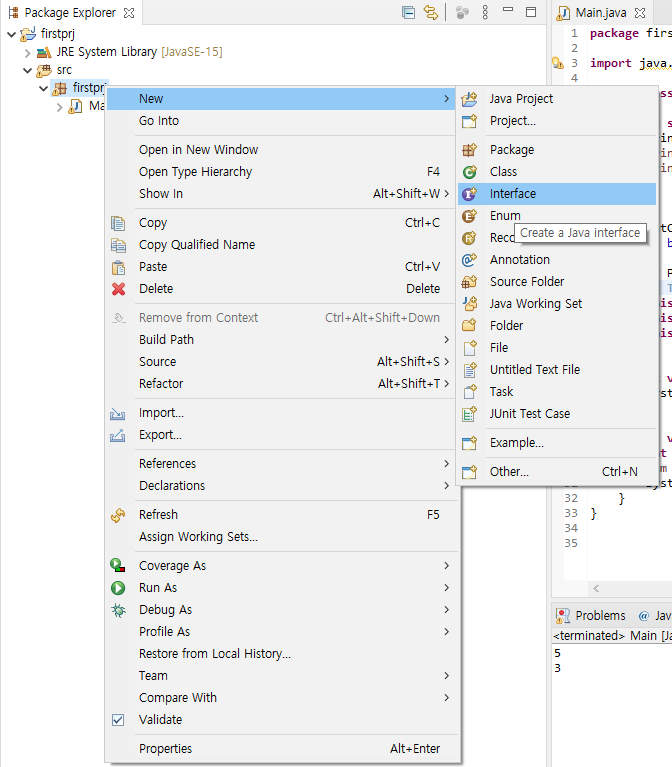 Package Explorer
firstprj
JRE System Library [JavaSE-15]
src
firstprj
Ma
New
Go Into
Open in New Window
Open Type Hierarchy F4
Show In Alt+Shift+W
Copy Ctrl+C
Copy Qualified Name
Paste Ctrl+V
Delete Delete
Remove from Context Ctrl+Alt+Shift+Down
Build Path
Source Alt+Shift+S
Refactor Alt+Shift+T
Import...
Export...
References
Declarations
Refresh F5
Assign Working Sets...
Coverage As
Run As
Debug As
Profile As
Restore from Local History...
Team
Compare With
Validate
Properties Alt+Enter
Java Project
Project...
Package
Class
Interface
Enum
Create a Java interface
Annotation
Source Folder
Java Working Set
Folder
File
Untitled Text File
Task
JUnit Test Case
Example...
Other... Ctrl+N
Main.java
1 package firs
2
3 import java.
4
32 }
33 }
34
35
Problems @ Jav
<terminated> Main [Ja
5
3